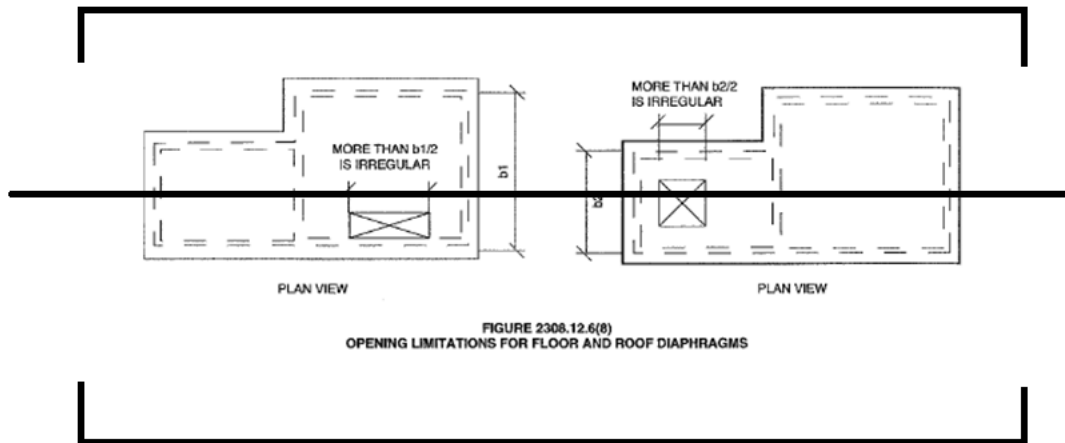 MORE THAN b1/2
IS IRREGULAR
b1
PLAN VIEW
MORE THAN b2/2
IS IRREGULAR
b2
PLAN VIEW
FIGURE 2308.12.6(8)
OPENING LIMITATIONS FOR FLOOR AND ROOF DIAPHRAGMS